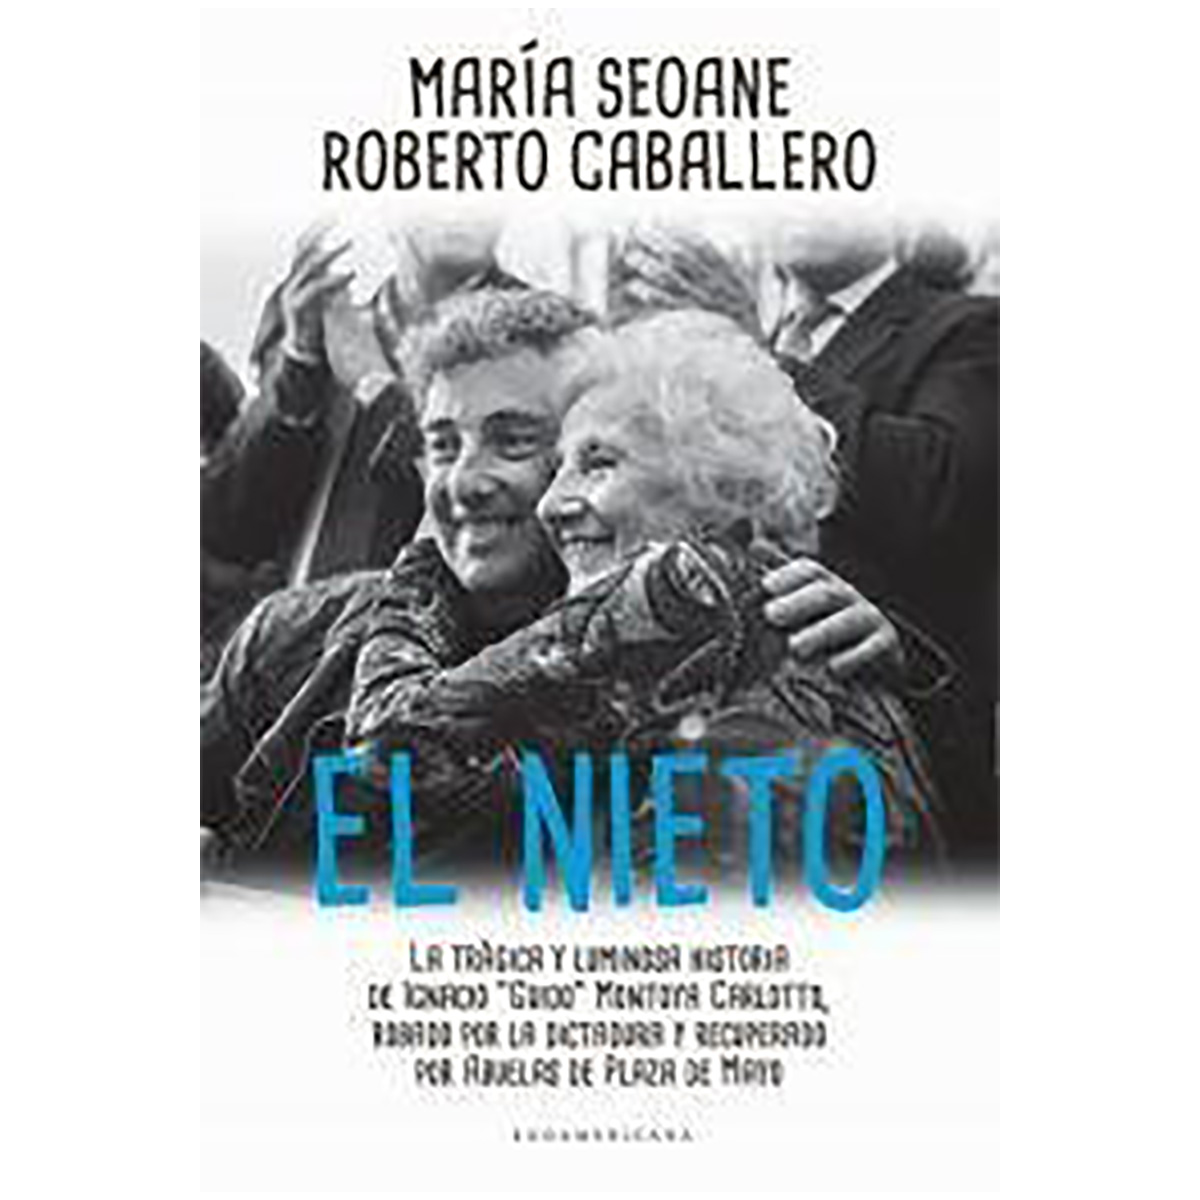 MARÍA SEOANE
ROBERTO CABALLERO
EL NIETO
LA TRÁGICA Y LUMINOSA HISTORIA
DE IGNACIO "GUIDO" MONTOYA CARLOTTO,
ROBADO POR LA DICTADURA Y RECUPERADO
POR ABUELAS DE PLAZA DE MAYO
SUDAMERICANA